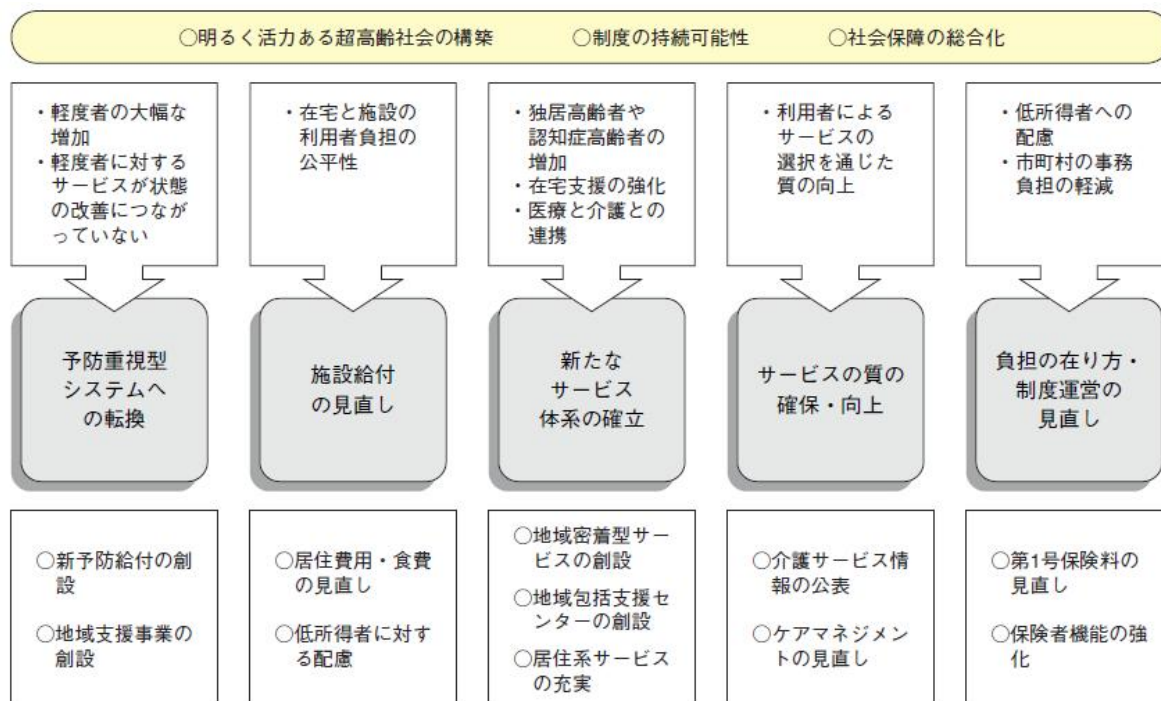 ○明るく活力ある超高齢社会の構築 ○制度の持続可能性 ○社会保障の総合化
・軽度者の大幅な
増加
・軽度者に対する
サービスが状態
の改善につなが
っていない
・在宅と施設の
利用者負担の
公平性
・独居高齢者や
認知症高齢者の
増加
・在宅支援の強化
・医療と介護との
連携
・利用者による
サービスの
選択を通じた
質の向上
・低所得者への
配慮
・市町村の事務
負担の軽減
予防重視型
システムへ
の転換
施設給付
の見直し
新たな
サービス
体系の確立
サービスの質の
確保・向上
負担の在り方・
制度運営の
見直し
○新予防給付の創
設
○地域支援事業の
創設
○居住費用・食費
の見直し
○低所得者に対す
る配慮
○地域密着型サー
ビスの創設
○地域包括支援セ
ンターの創設
○居住系サービス
の充実
○介護サービス情
報の公表
○ケアマネジメン
トの見直し
○第1号保険料の
見直し
○保険者機能の強
化